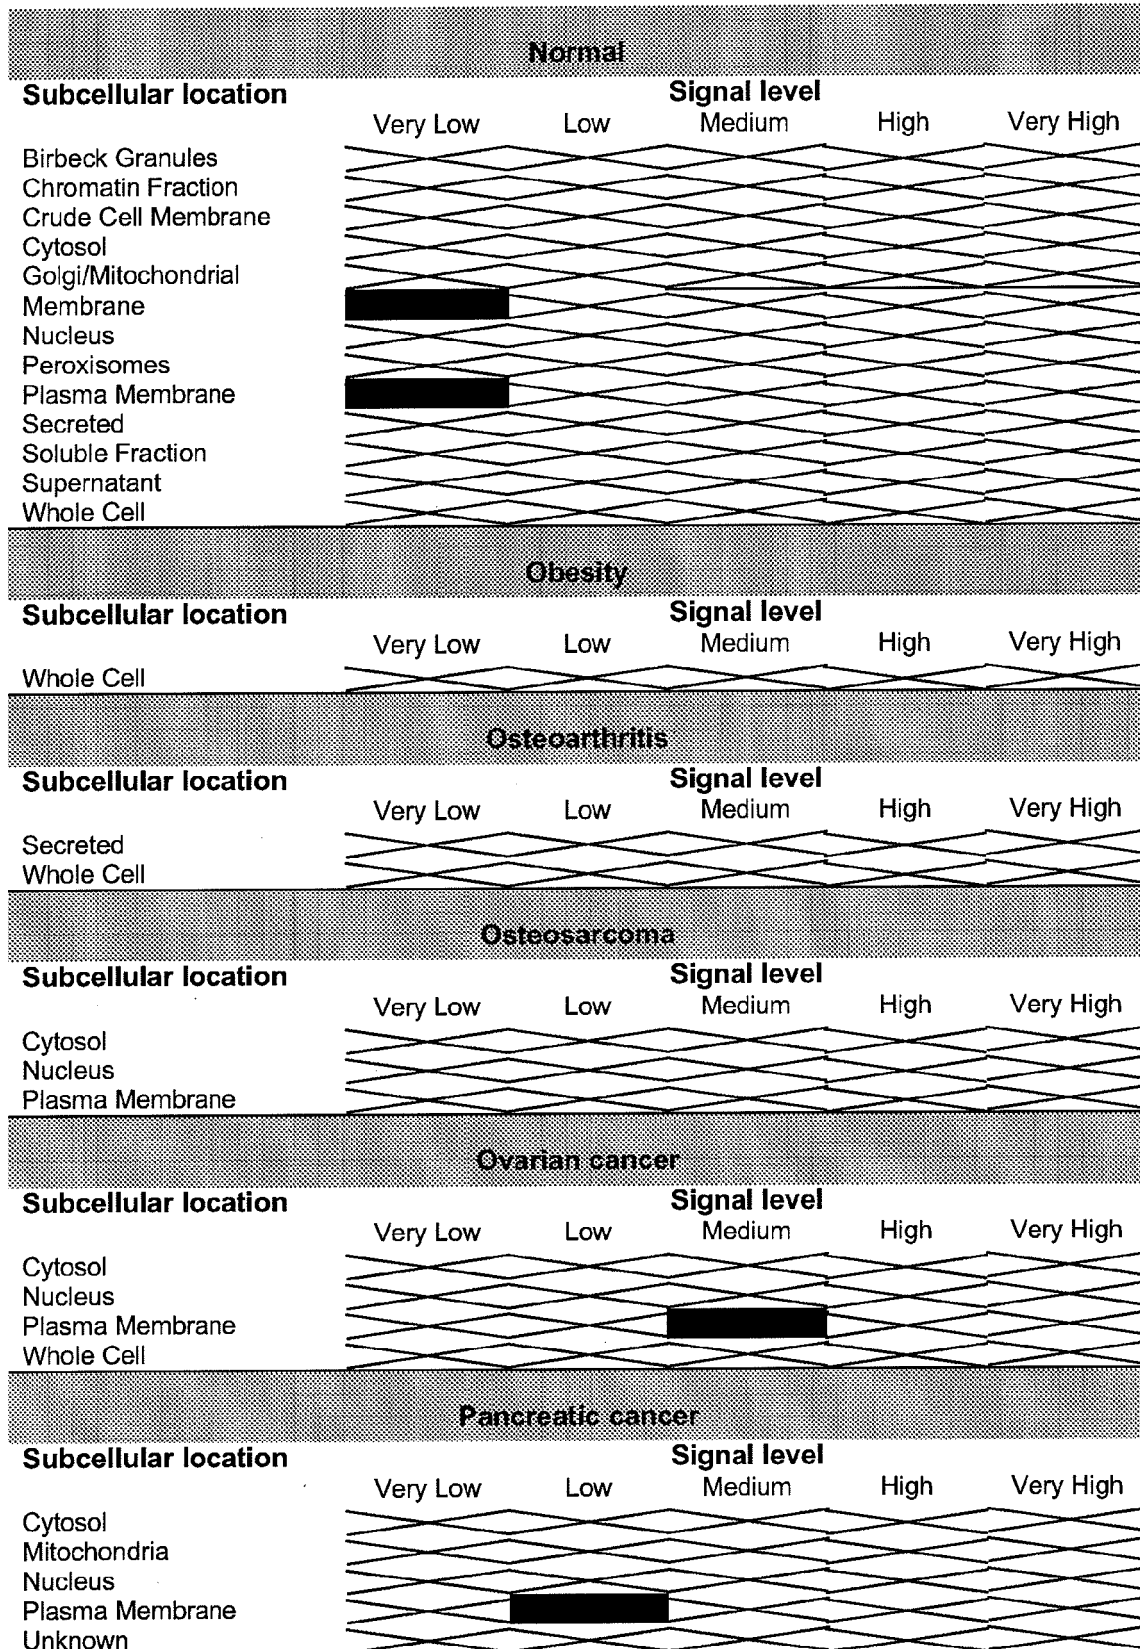 Normal
Subcellular location Signal level
Very Low Low Medium High Very High
Birbeck Granules
Chromatin Fraction
Crude Cell Membrane
Cytosol
Golgi/Mitochondrial
Membrane
Nucleus
Peroxisomes
Plasma Membrane
Secreted
Soluble Fraction
Supernatant
Whole Cell
Obesity
Subcellular location Signal level
Very Low Low Medium High Very High
Whole Cell
Osteoarthritis
Subcellular location Signal level
Very Low Low Medium High Very High
Secreted
Whole Cell
Osteosarcoma
Subcellular location Signal level
Very Low Low Medium High Very High
Cytosol
Nucleus
Plasma Membrane
Ovarian cancer
Subcellular location Signal level
Very Low Low Medium High Very High
Cytosol
Nucleus
Plasma Membrane
Whole Cell
Pancreatic cancer
Subcellular location Signal level
Very Low Low Medium High Very High
Cytosol
Mitochondria
Nucleus
Plasma Membrane
Unknown